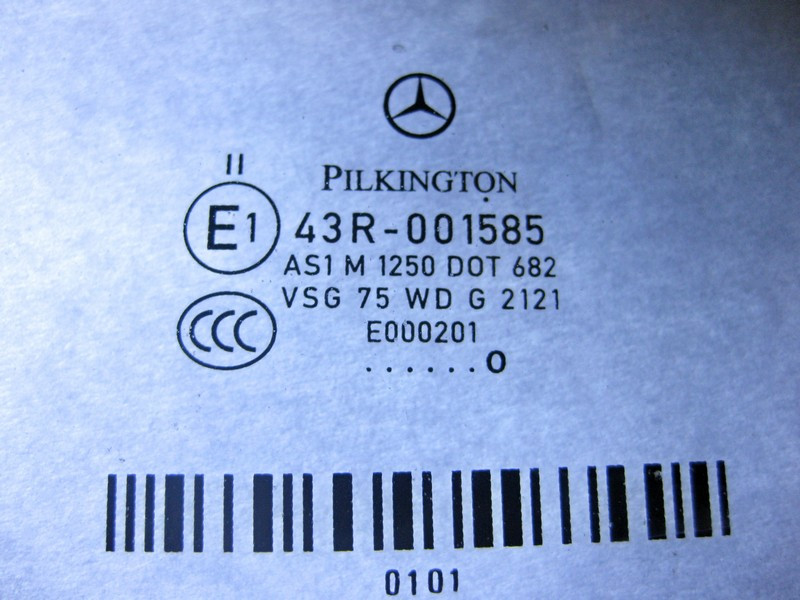 PILKINGTON
II
E1 43R-001585
AS1 M 1250 DOT 682
VSG 75 WD G 2121
CCC
E000201
......O
0101